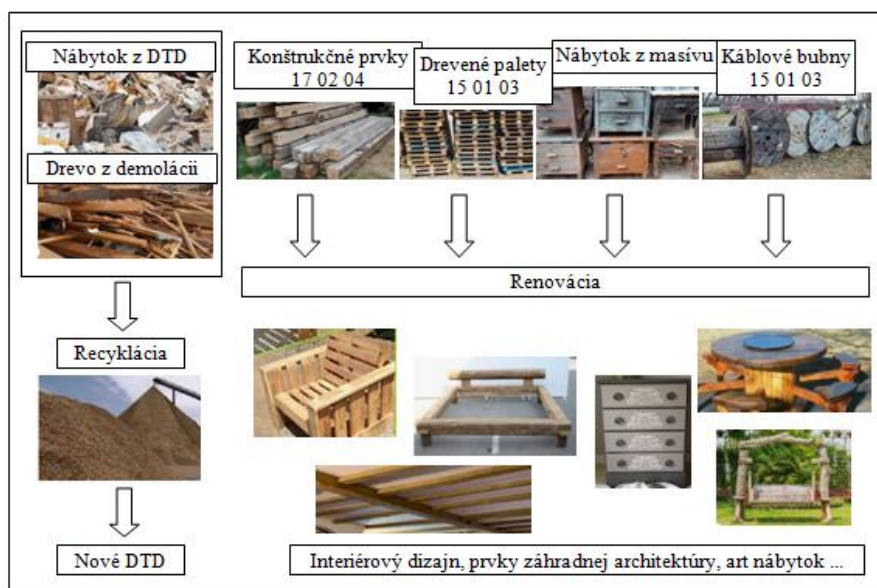 Nábytok z DTD
Drevo z demolácii
Recyklácia
Nové DTD
Konštrukčné prvky
17 02 04
Drevené palety
15 01 03
Nábytok z masívu
Káblové bubny
15 01 03
Renovácia
Interiérový dizajn, prvky záhradnej architektúry, art nábytok ...